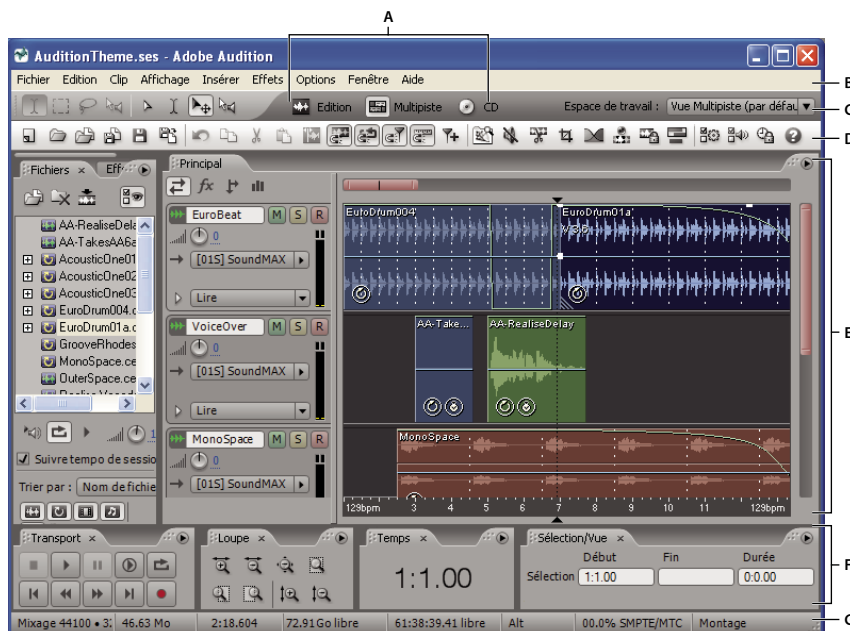 A
AuditionTheme.ses - Adobe Audition
Fichier Edition Clip Affichage Insérer Effets Options Fenêtre Aide
Edition Multipiste CD Espace de travail : Vue Multipiste (par défau
D
Fichiers × Eff
Principal
fx
AA-RealiseDela
AA-TakesAA6a
AcousticOne01
AcousticOne02
AcousticOne03
EuroDrum004.c
EuroDrum01a.c
GrooveRhodes
MonoSpace.ce
OuterSpace.ce
Suivre tempo de sessio
Trier par : Nom de fichie
EuroBeat M S R
0
[01S] SoundMAX
Lire
VoiceOver M S R
0
[01S] SoundMAX
Lire
MonoSpace M S R
0
[01S] SoundMAX
EuroDrum004 EuroDrum01a
AA-Take... AA-RealiseDelay
MonoSpace
129bpm 3 4 5 6 7 8 9 10 11 129bpm
E
Transport × Loupe × Temps × Sélection/Vue ×
1:1.00
Début Fin Durée
Sélection 1:1.00 0:0.00
F
Mixage 44100 • 3 46.63 Mo 2:18.604 72.91 Go libre 61:38:39.41 libre Alt 00.0% SMPTE/MTC Montage